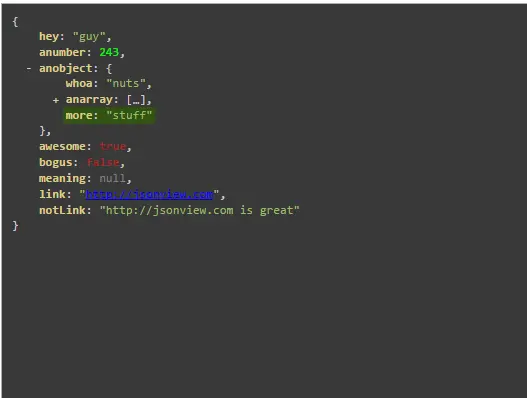 {
hey: "guy",
anumber: 243,
- anobject: {
whoa: "nuts",
+ anarray: […],
more: "stuff"
},
awesome: true,
bogus: false,
meaning: null,
link: "http://jsonview.com",
notLink: "http://jsonview.com is great"
}